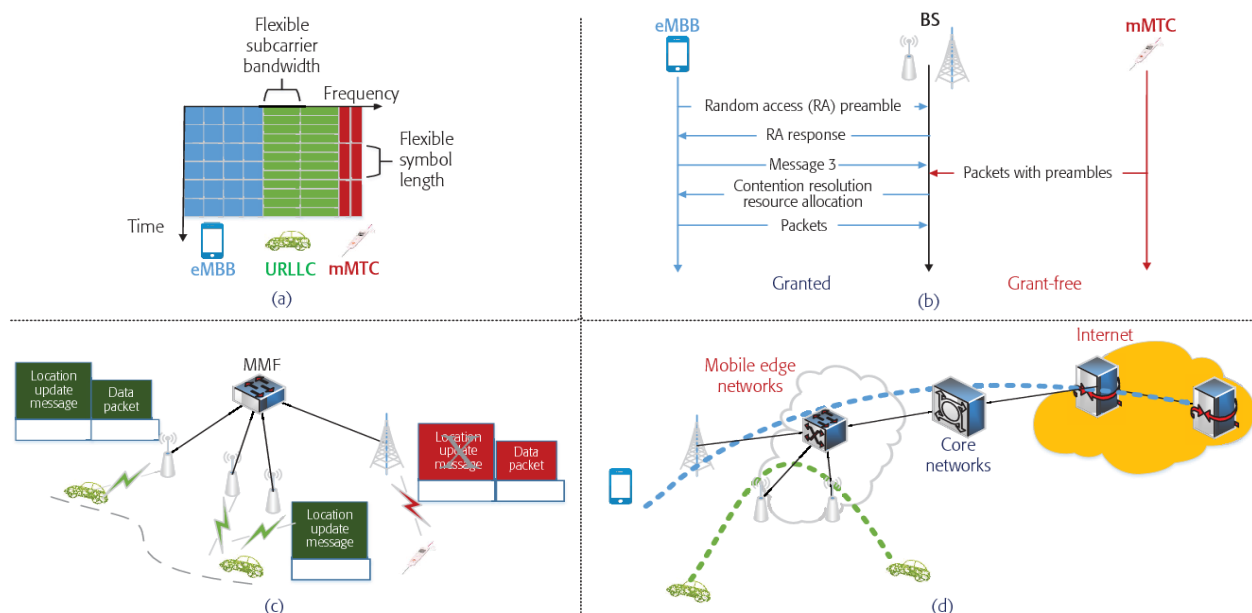 Flexible
subcarrier
bandwidth
Frequency
Flexible
symbol
length
Time
eMBB
URLLC
mMTC
(a)
eMBB
BS
mMTC
Random access (RA) preamble
RA response
Message 3
Packets with preambles
Contention resolution
resource allocation
Packets
Granted
(b)
Grant-free
MMF
Location
update
message
Data
packet
Location
update
message
X
Data
packet
Location
update
message
(c)
Internet
Mobile edge
networks
Core
networks
(d)